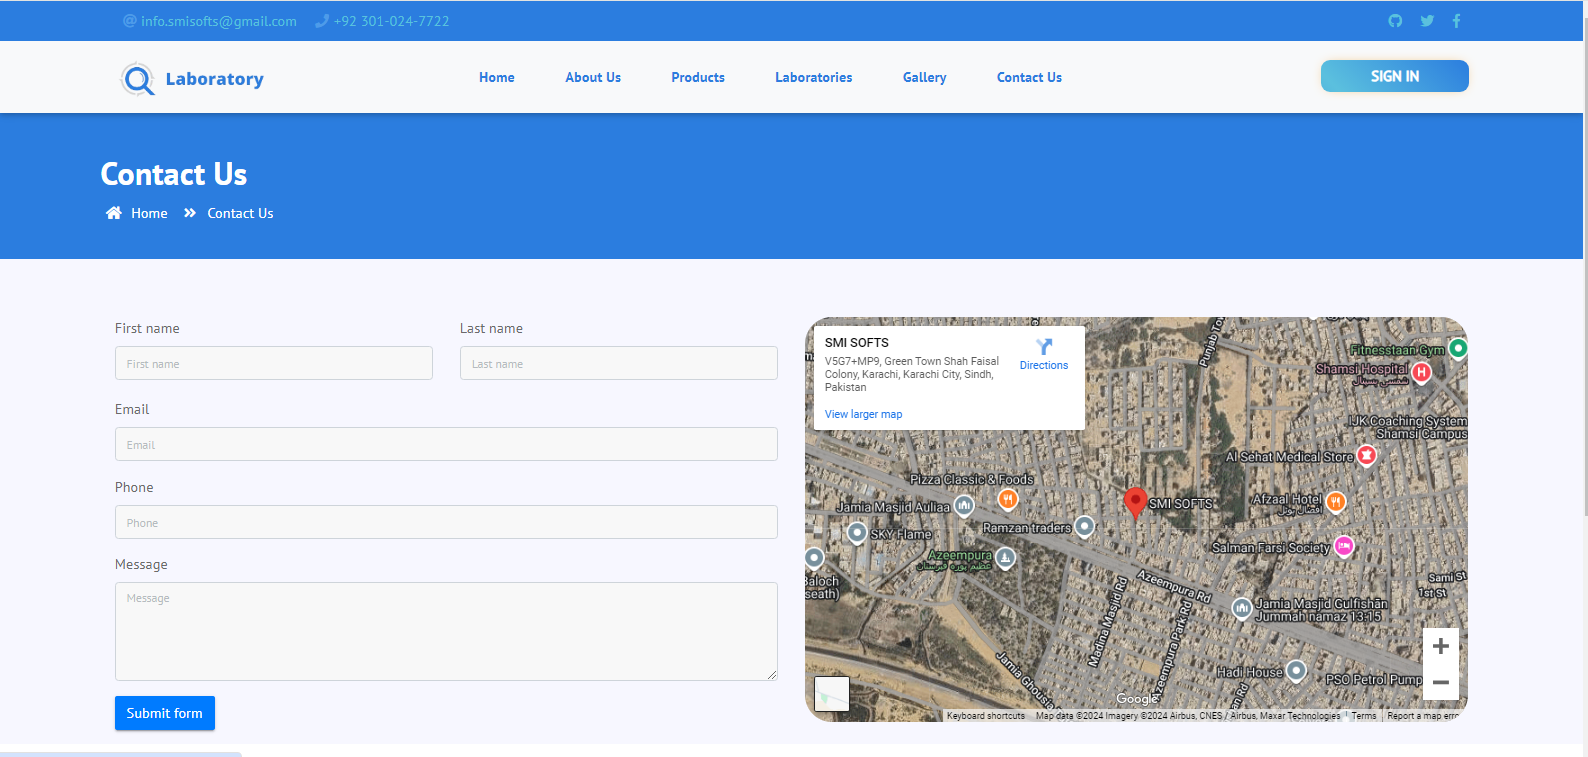 info.smisofts@gmail.com
+92 301-024-7722
Laboratory
Home
About Us
Products
Laboratories
Gallery
Contact Us
SIGN IN
Contact Us
Home
Contact Us
First name
Last name
First name
Last name
Email
Email
Phone
Phone
Message
Message
Submit form
SMI SOFTS
V5G7+MP9, Green Town Shah Faisal
Colony, Karachi, Karachi City, Sindh,
Pakistan
Directions
View larger map
Punjab To
Fitnesstaan Gym
Shamsi Hospital
شمسی ہسپتال
IJK Coaching System
Shamsi Campus
Al Sehat Medical Store
Pizza Classic & Foods
Jamia Masjid Auliaa
SMI SOFTS
Afzaal Hotel
افضال ہوٹل
Ramzan traders
SKY Flame
Azeempura
عظیم پورہ قبرستان
Salman Farsi Society
Baloch
seath)
Azeempura Rd
Sami St
1st St
Jamia Masjid Gulfishān
Jummah namaz 13:15
Madina Masjid Rd
Azeempura Park Rd
Jamia Ghousia
Hadi House
PSO Petrol Pump
an Rd
Google
Keyboard shortcuts
Map data ©2024 Imagery ©2024 Airbus, CNES / Airbus, Maxar Technologies
Terms
Report a map erro